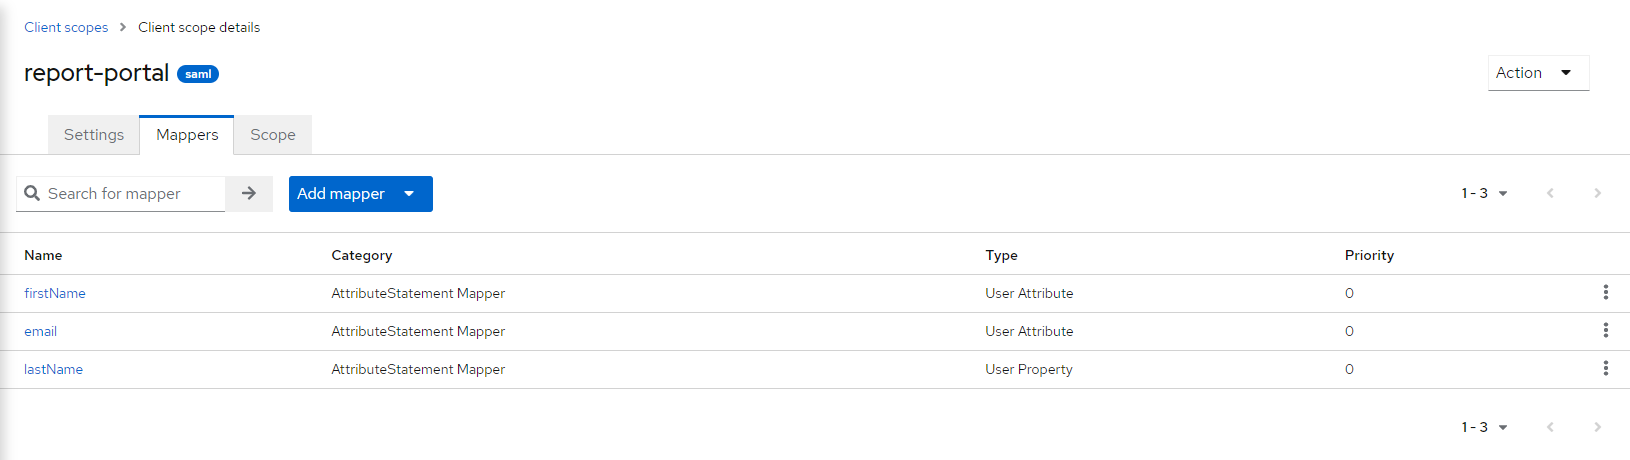 Client scopes > Client scope details
report-portal saml
Action
Settings Mappers Scope
Search for mapper Add mapper 1 - 3
Name Category Type Priority
firstName AttributeStatement Mapper User Attribute 0
email AttributeStatement Mapper User Attribute 0
lastName AttributeStatement Mapper User Property 0
1 - 3